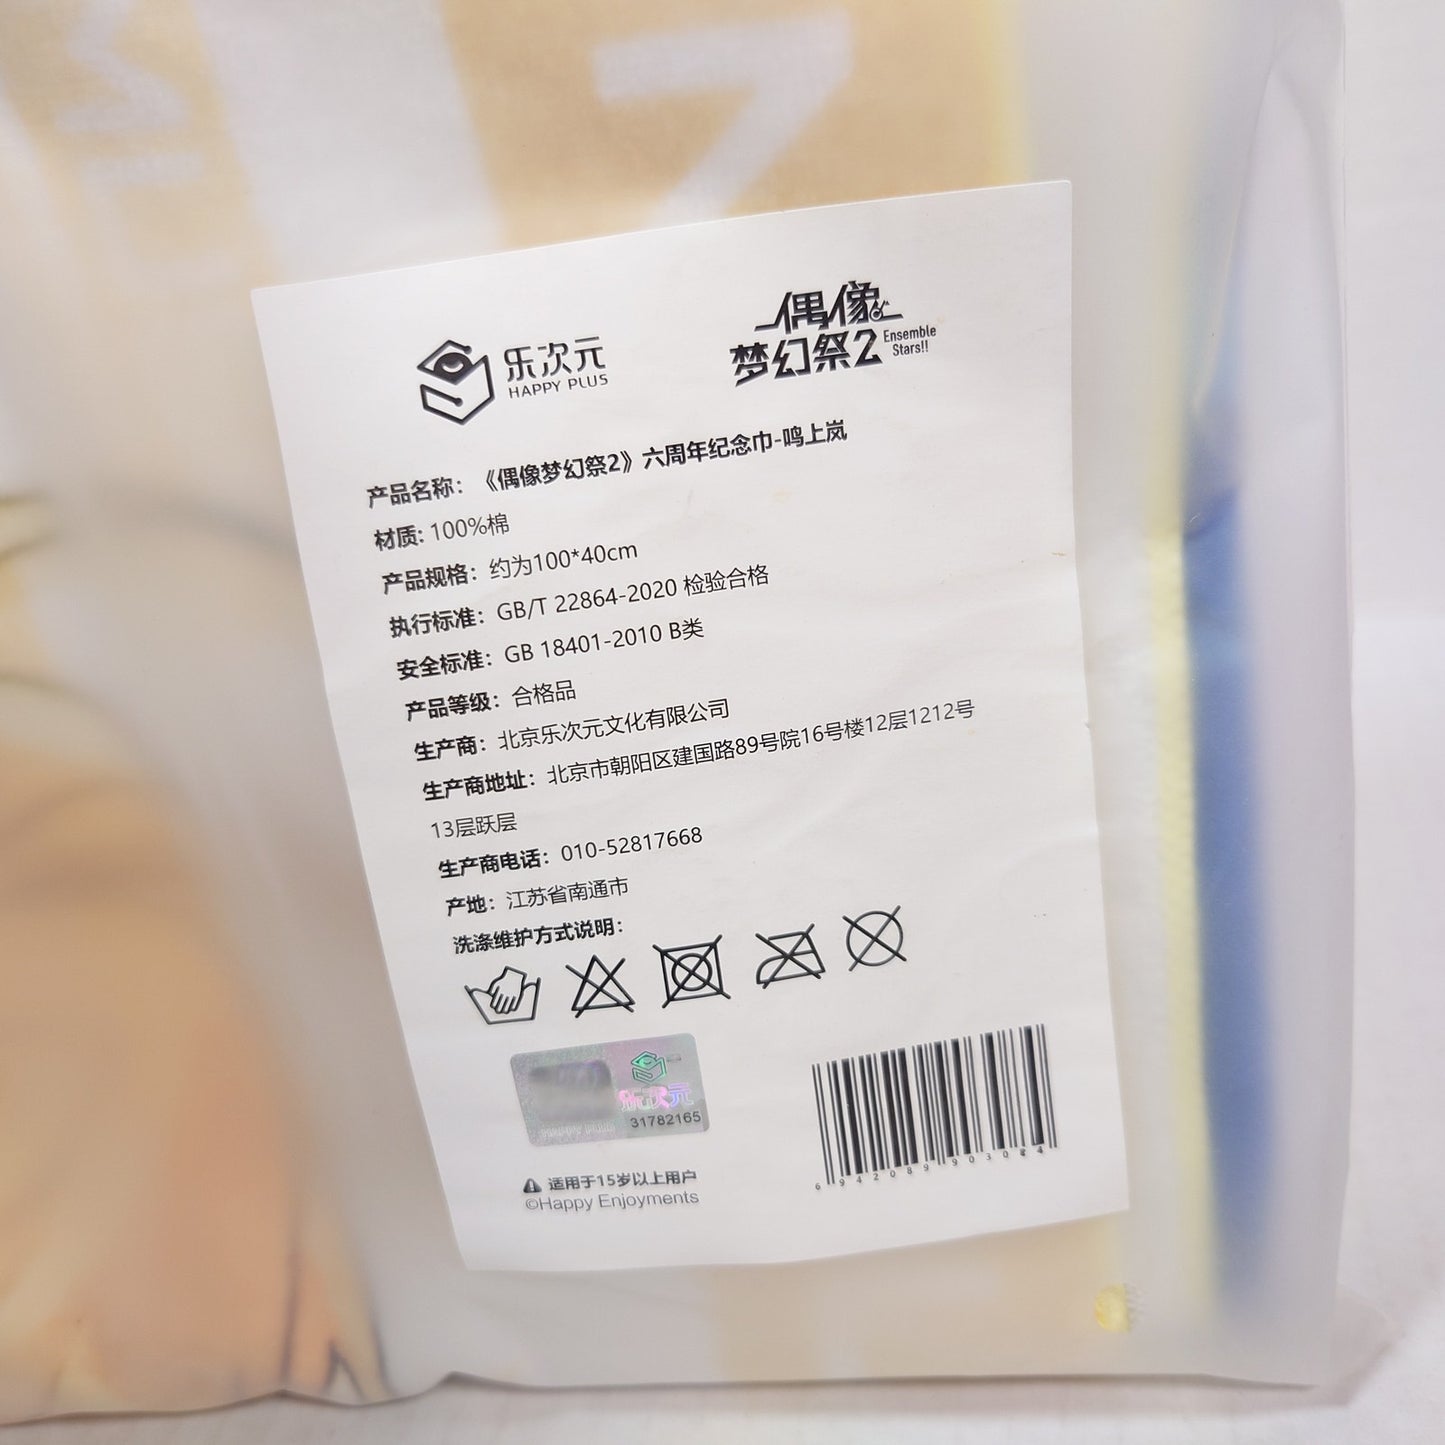 乐次元
HAPPY PLUS
偶像
梦幻祭2
Ensemble
Stars!!
产品名称：《偶像梦幻祭2》六周年纪念巾-鸣上岚
材质: 100%棉
产品规格：约为100*40cm
执行标准：GB/T 22864-2020 检验合格
安全标准：GB 18401-2010 B类
产品等级：合格品
生产商：北京乐次元文化有限公司
生产商地址：北京市朝阳区建国路89号院16号楼12层1212号
13层跃层
生产商电话：010-52817668
产地：江苏省南通市
洗涤维护方式说明：
乐次元
HAPPY PLUS
31782165
适用于15岁以上用户
©Happy Enjoyments